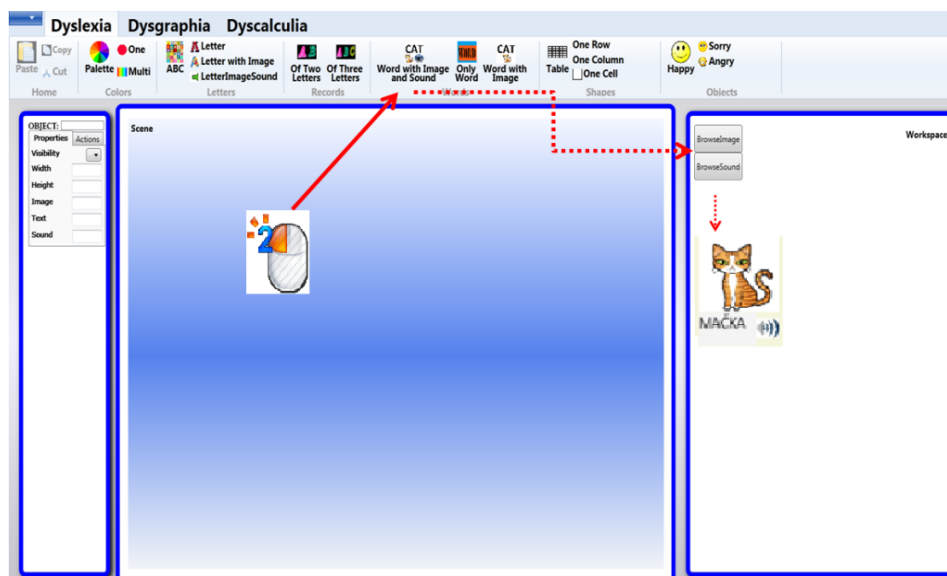 Dyslexia Dysgraphia Dyscalculia
Paste
Copy
Cut
Home
Palette
One
Multi
Colors
ABC
Letter
Letter with Image
LetterImageSound
Letters
Of Two Letters
Of Three Letters
Records
CAT
Word with Image and Sound
Only Word
CAT
Word with Image
Words
Table
One Row
One Column
One Cell
Shapes
Happy
Sorry
Angry
Objects
OBJECT:
Properties Actions
Visibility
Width
Height
Image
Text
Sound
Scene
2
BrowseImage
BrowseSound
Workspace
MAČKA